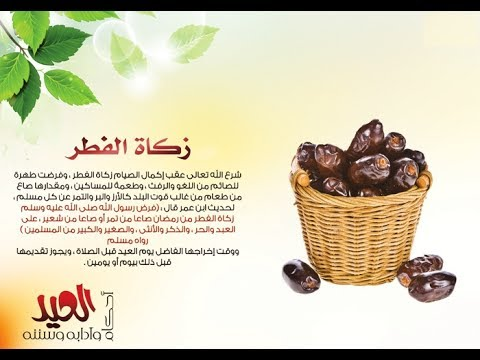 زكاة الفطر
شرع الله تعالى عقب إكمال الصيام زكاة الفطر ، وفرضت طهرة
للصائم من اللغو والرفث ، وطعمة للمساكين ، ومقدارها صاع
من طعام من غالب قوت البلد كالأرز والبر والتمر عن كل مسلم ،
لحديث ابن عمر قال ، (فرض رسول الله صلى الله عليه وسلم
زكاة الفطر من رمضان صاعا من تمر أو صاعا من شعير ، على
العبد والحر ، والذكر والأنثى ، والصغير والكبير من المسلمين )
رواه مسلم
ووقت إخراجها الفاضل يوم العيد قبل الصلاة ، ويجوز تقديمها
قبل ذلك بيوم أو يومين .
العيد
وآدابه وسننه